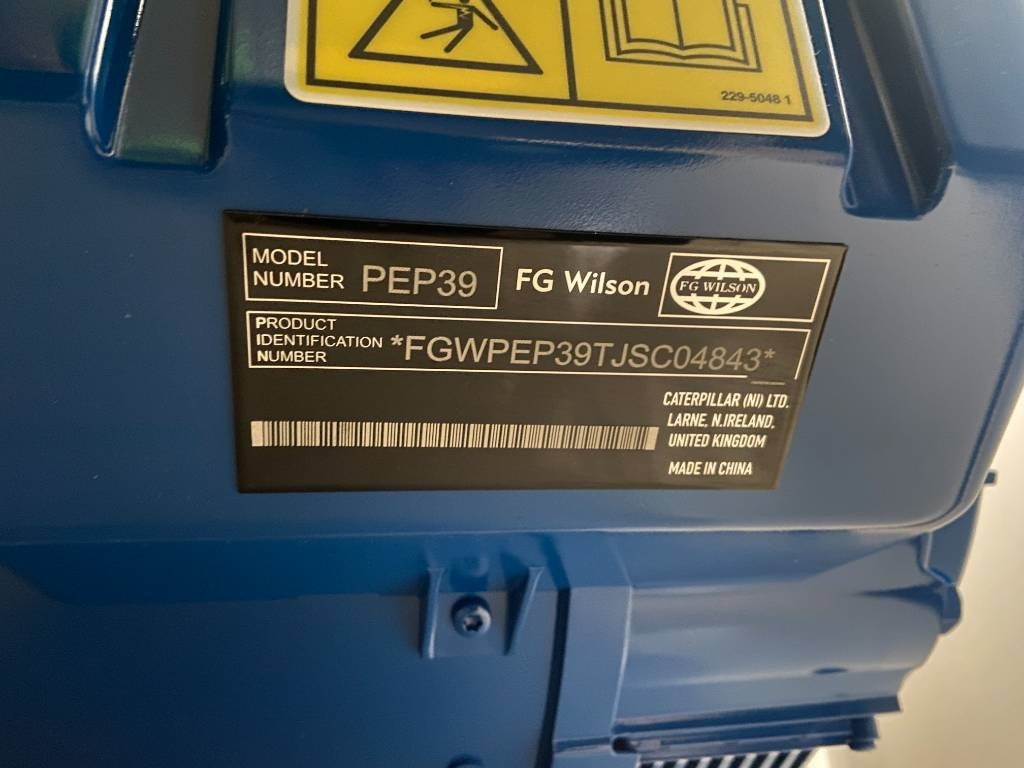 229-5048 1
MODEL
NUMBER PEP39
FG Wilson
FG WILSON
PRODUCT
IDENTIFICATION
NUMBER
*FGWPEP39TJSC04843*
CATERPILLAR (NI) LTD.
LARNE, N.IRELAND,
UNITED KINGDOM
MADE IN CHINA